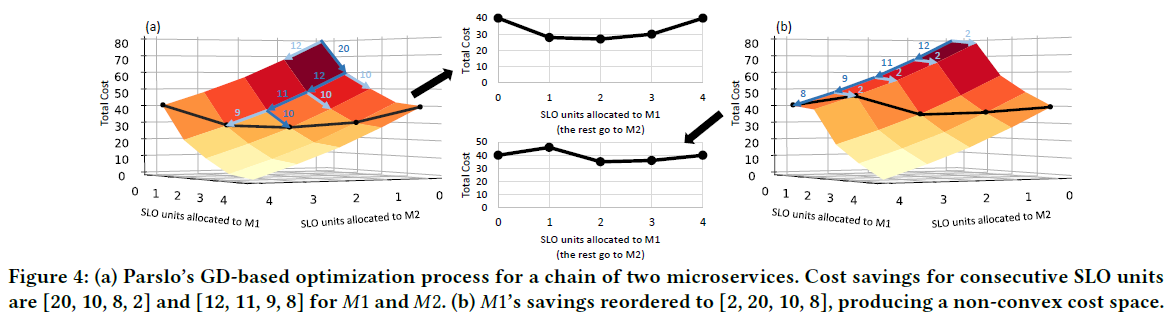 (a)
80
70
60
50
40
30
20
10
0
Total Cost
12
20
12
10
11
10
9
10
0 1 2 3 4
4 3 2 1 0
SLO units allocated to M1
SLO units allocated to M2
40
30
20
10
0
Total Cost
0 1 2 3 4
SLO units allocated to M1
(the rest go to M2)
50
40
30
20
10
0
Total Cost
0 1 2 3 4
SLO units allocated to M1
(the rest go to M2)
(b)
80
70
60
50
40
30
20
10
0
Total Cost
2
12
2
11
2
9
2
8
0 1 2 3 4
4 3 2 1 0
SLO units allocated to M1
SLO units allocated to M2
Figure 4: (a) Parslo's GD-based optimization process for a chain of two microservices. Cost savings for consecutive SLO units
are [20, 10, 8, 2] and [12, 11, 9, 8] for M1 and M2. (b) M1's savings reordered to [2, 20, 10, 8], producing a non-convex cost space.